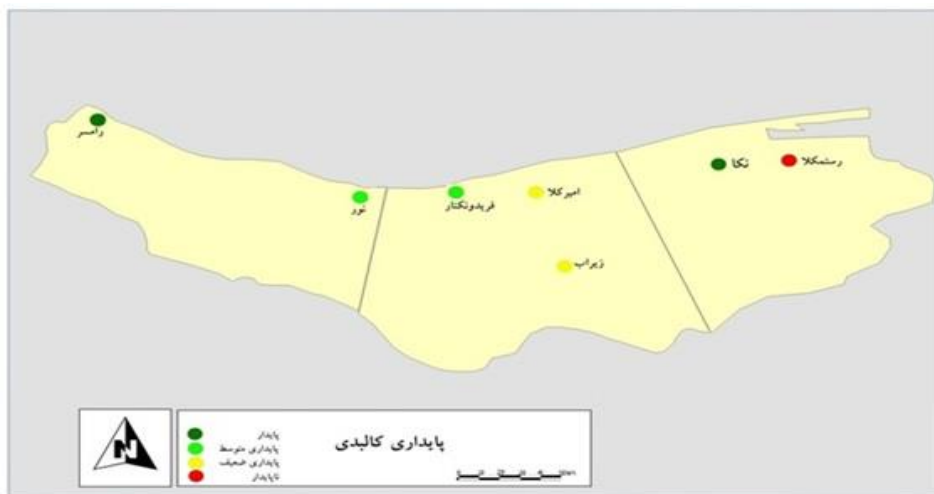 رامسر
نور
فریدونکنار
امیرکلا
زیراب
نکا
رستمکلا
N
پایداری کالبدی
پایدار
پایداری متوسط
پایداری ضعیف
ناپایدار